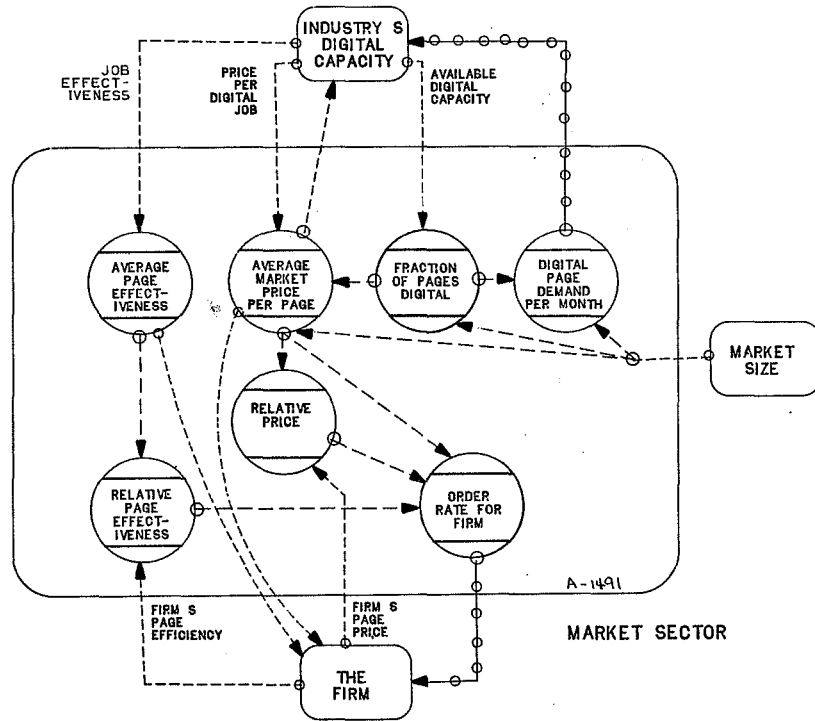 INDUSTRY S
DIGITAL
CAPACITY
JOB
EFFECT-
IVENESS
PRICE
PER
DIGITAL
JOB
AVAILABLE
DIGITAL
CAPACITY
AVERAGE
PAGE
EFFECT-
IVENESS
AVERAGE
MARKET
PRICE
PER PAGE
FRACTION
OF PAGES
DIGITAL
DIGITAL
PAGE
DEMAND
PER MONTH
MARKET
SIZE
RELATIVE
PRICE
RELATIVE
PAGE
EFFECT-
IVENESS
ORDER
RATE FOR
FIRM
A-1491
FIRM S
PAGE
EFFICIENCY
FIRM S
PAGE
PRICE
MARKET SECTOR
THE
FIRM